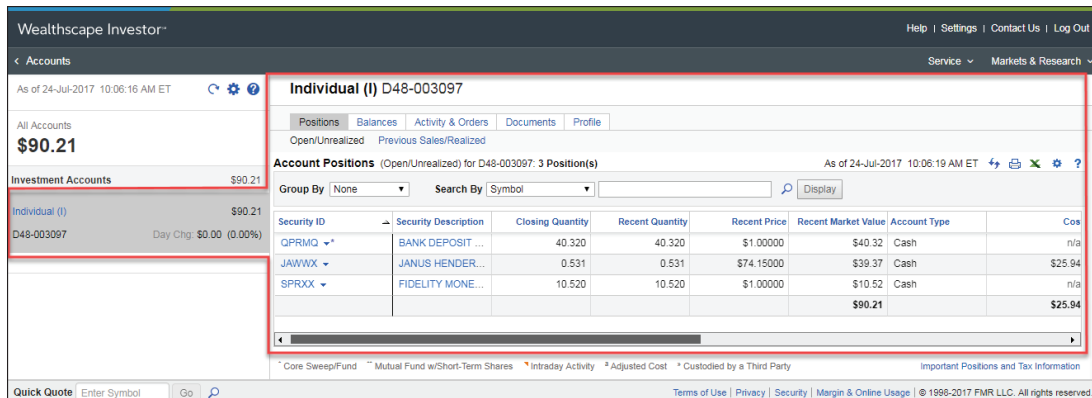 Wealthscape Investor℠
Help | Settings | Contact Us | Log Out
< Accounts
Service
Markets & Research
As of 24-Jul-2017 10:06:16 AM ET
All Accounts
$90.21
Investment Accounts $90.21
Individual (I) $90.21
D48-003097 Day Chg: $0.00 (0.00%)
Individual (I) D48-003097
Positions Balances Activity & Orders Documents Profile
Open/Unrealized Previous Sales/Realized
Account Positions (Open/Unrealized) for D48-003097: 3 Position(s) As of 24-Jul-2017 10:06:19 AM ET
Group By None Search By Symbol Display
Security ID Security Description Closing Quantity Recent Quantity Recent Price Recent Market Value Account Type Cos
QPRMQ * BANK DEPOSIT ... 40.320 40.320 $1.00000 $40.32 Cash n/a
JAWWX JANUS HENDER... 0.531 0.531 $74.15000 $39.37 Cash $25.94
SPRXX FIDELITY MONE... 10.520 10.520 $1.00000 $10.52 Cash n/a
$90.21 $25.94
* Core Sweep/Fund ** Mutual Fund w/Short-Term Shares Intraday Activity Adjusted Cost Custodied by a Third Party Important Positions and Tax Information
Quick Quote Enter Symbol Go
Terms of Use | Privacy | Security | Margin & Online Usage | © 1998-2017 FMR LLC. All rights reserved